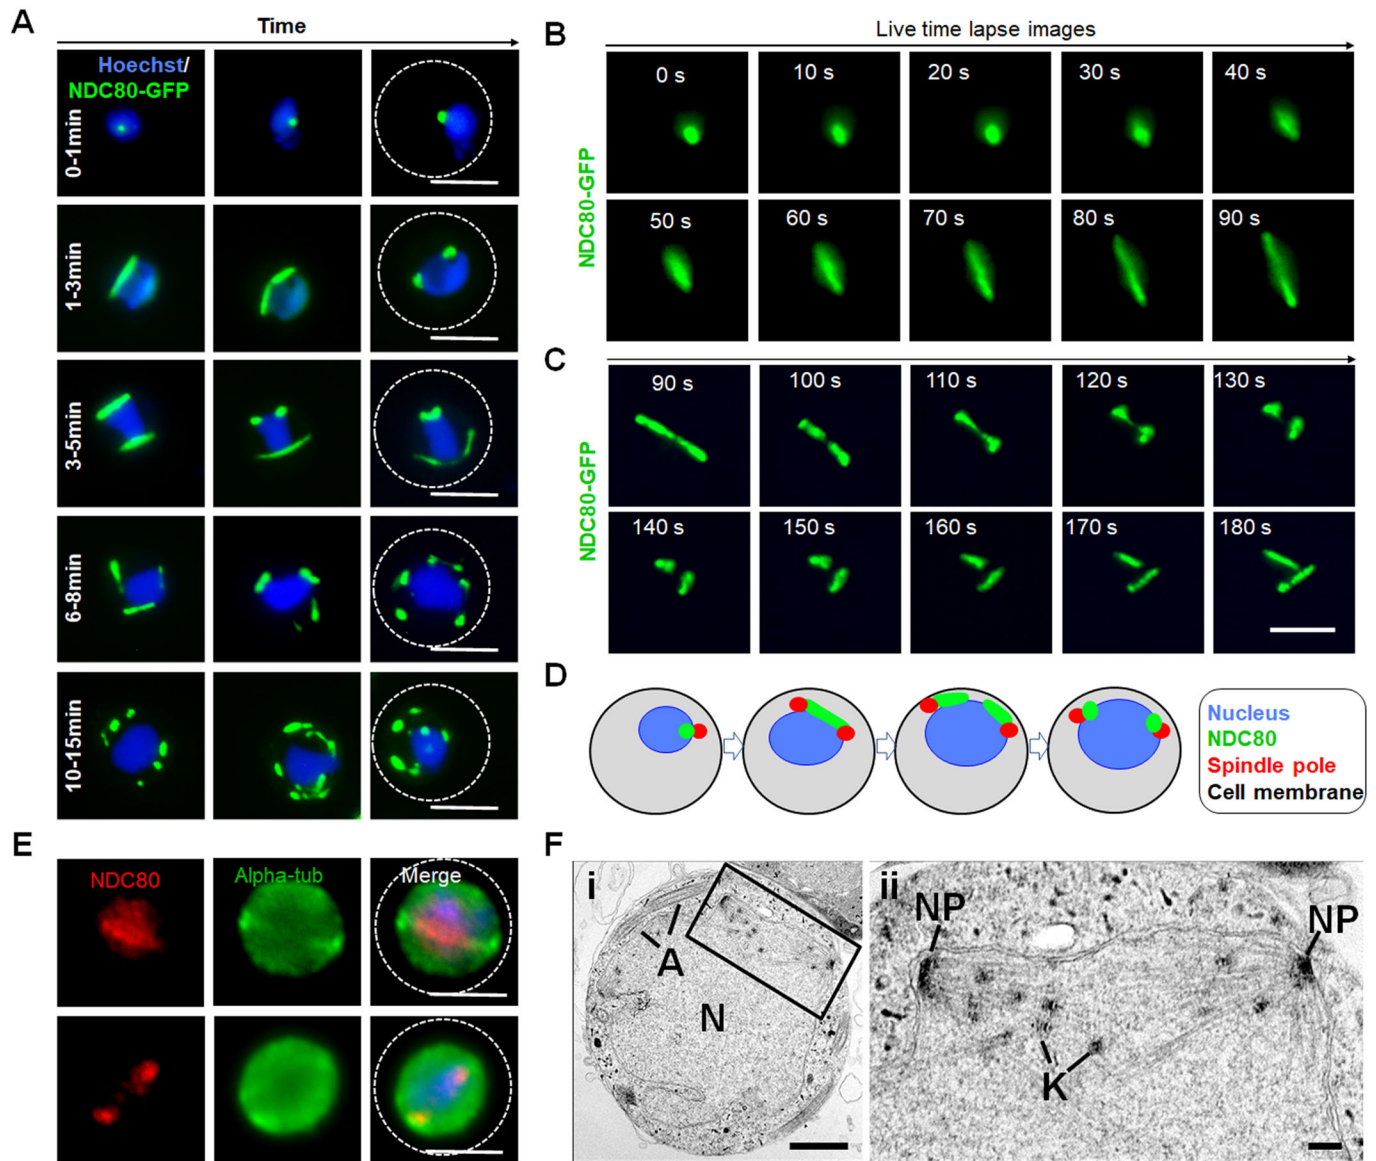 A
Time
Hoechst/
NDC80-GFP
0-1min
1-3min
3-5min
6-8min
10-15min
B
Live time lapse images
NDC80-GFP
0 s
10 s
20 s
30 s
40 s
50 s
60 s
70 s
80 s
90 s
C
NDC80-GFP
90 s
100 s
110 s
120 s
130 s
140 s
150 s
160 s
170 s
180 s
D
Nucleus
NDC80
Spindle pole
Cell membrane
E
NDC80
Alpha-tub
Merge
F
i
A
N
ii
NP
NP
K